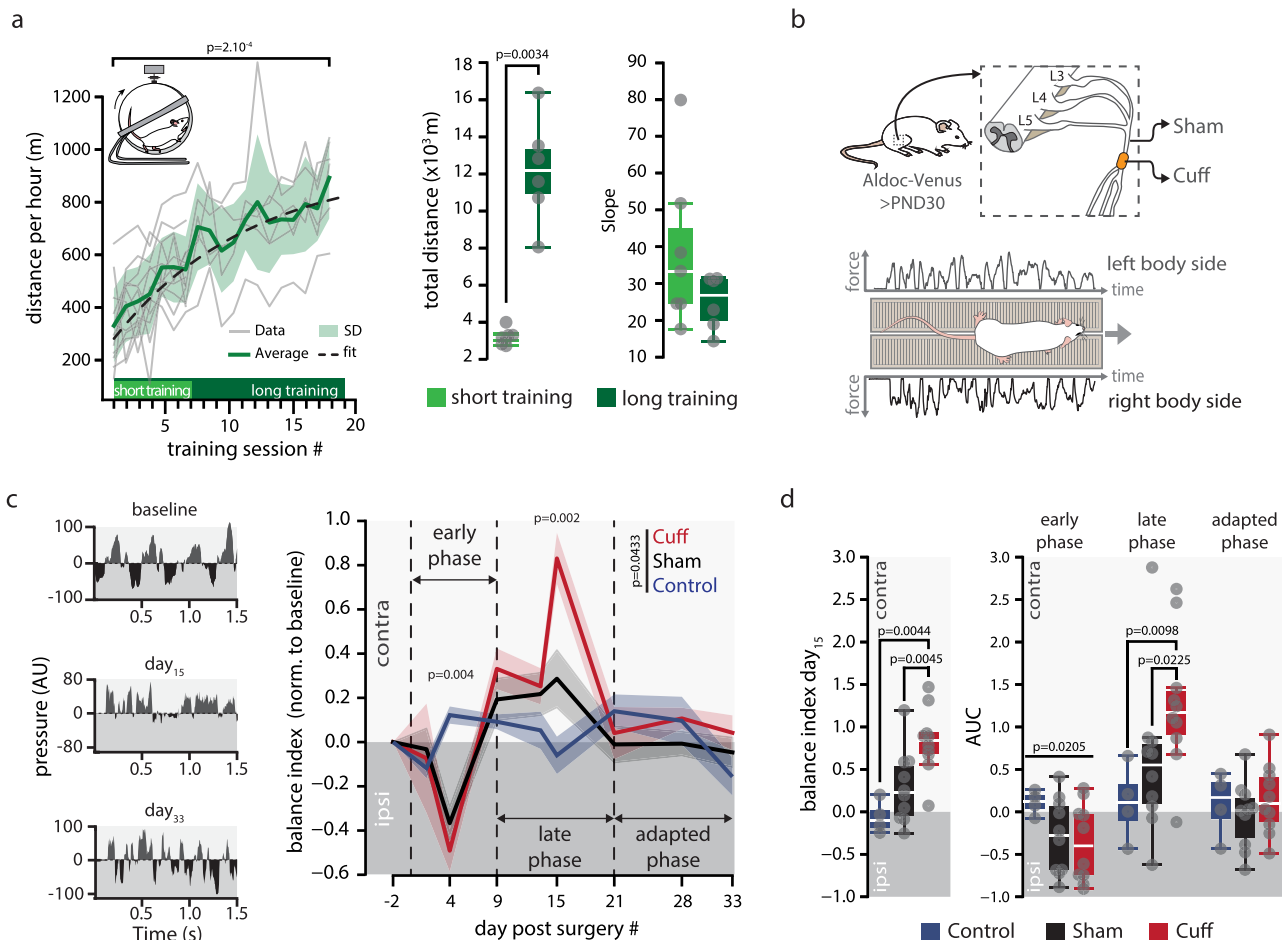 a
p=2.10⁻⁴
1200
1000
800
600
400
200
distance per hour (m)
Data
SD
Average
fit
short training
long training
5
10
15
20
training session #
p=0.0034
18
16
14
12
10
8
6
4
2
total distance (x10³ m)
90
80
70
60
50
40
30
20
10
Slope
short training
long training
b
L3
L4
L5
Sham
Cuff
Aldoc-Venus
>PND30
force
left body side
time
time
force
right body side
c
baseline
100
0
-100
0.5
1.0
1.5
day15
80
0
-80
0.5
1.0
1.5
day33
100
0
-100
0.5
1.0
1.5
pressure (AU)
Time (s)
1.0
0.8
0.6
0.4
0.2
0.0
−0.2
−0.4
−0.6
balance index (norm. to baseline)
contra
ipsi
early
phase
p=0.002
p=0.004
p=0.0433
Cuff
Sham
Control
late
phase
adapted
phase
-2
4
9
15
21
28
33
day post surgery #
d
3.0
2.5
2.0
1.5
1.0
0.5
0.0
−0.5
−1.0
balance index day15
contra
ipsi
p=0.0044
p=0.0045
early
phase
late
phase
adapted
phase
3.0
2.5
2.0
1.5
1.0
0.5
0.0
−0.5
−1.0
AUC
contra
ipsi
p=0.0205
p=0.0098
p=0.0225
Control
Sham
Cuff